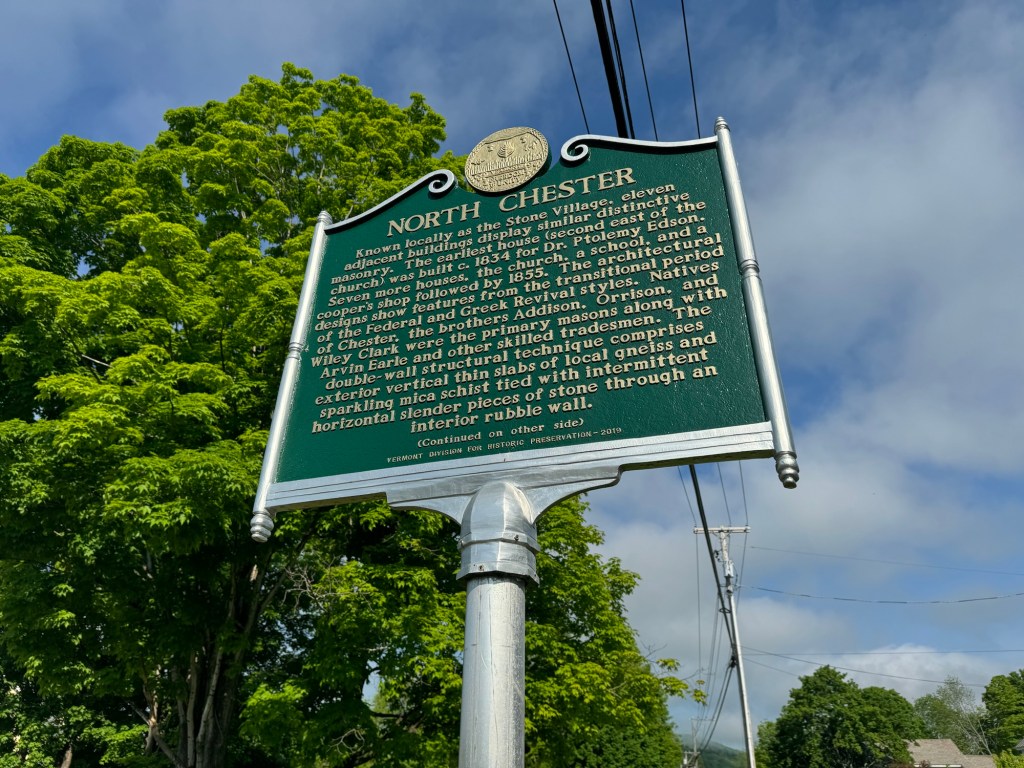 NORTH CHESTER
Known locally as the Stone Village, eleven
adjacent buildings display similar distinctive
masonry. The earliest house (second east of the
church) was built c. 1834 for Dr. Ptolemy Edson.
Seven more houses, the church, a school, and a
cooper's shop followed by 1855. The architectural
designs show features from the transitional period
of the Federal and Greek Revival styles. Natives
of Chester, the brothers Addison, Orrison, and
Wiley Clark were the primary masons along with
Arvin Earle and other skilled tradesmen. The
double-wall structural technique comprises
exterior vertical thin slabs of local gneiss and
sparkling mica schist tied with intermittent
horizontal slender pieces of stone through an
interior rubble wall.
(Continued on other side)
VERMONT DIVISION FOR HISTORIC PRESERVATION-2019